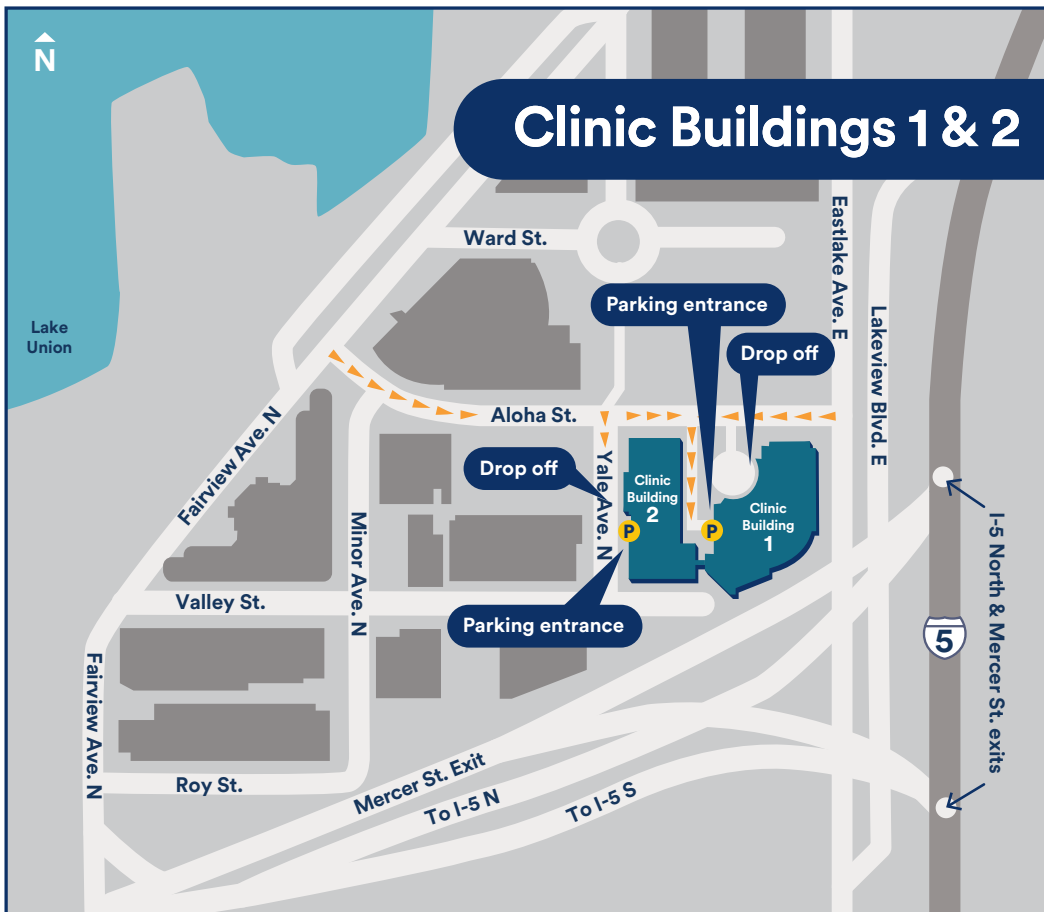 N
Clinic Buildings 1 & 2
Ward St.
Eastlake Ave. E
Parking entrance
Lake
Union
Lakeview Blvd. E
Drop off
Aloha St.
Fairview Ave. N
Drop off
Yale Ave. N
Clinic
Building
2
Clinic
Building
1
P
P
Minor Ave. N
I-5 North & Mercer St. exits
Valley St.
Parking entrance
5
Fairview Ave. N
Roy St.
Mercer St. Exit
To I-5 N
To I-5 S